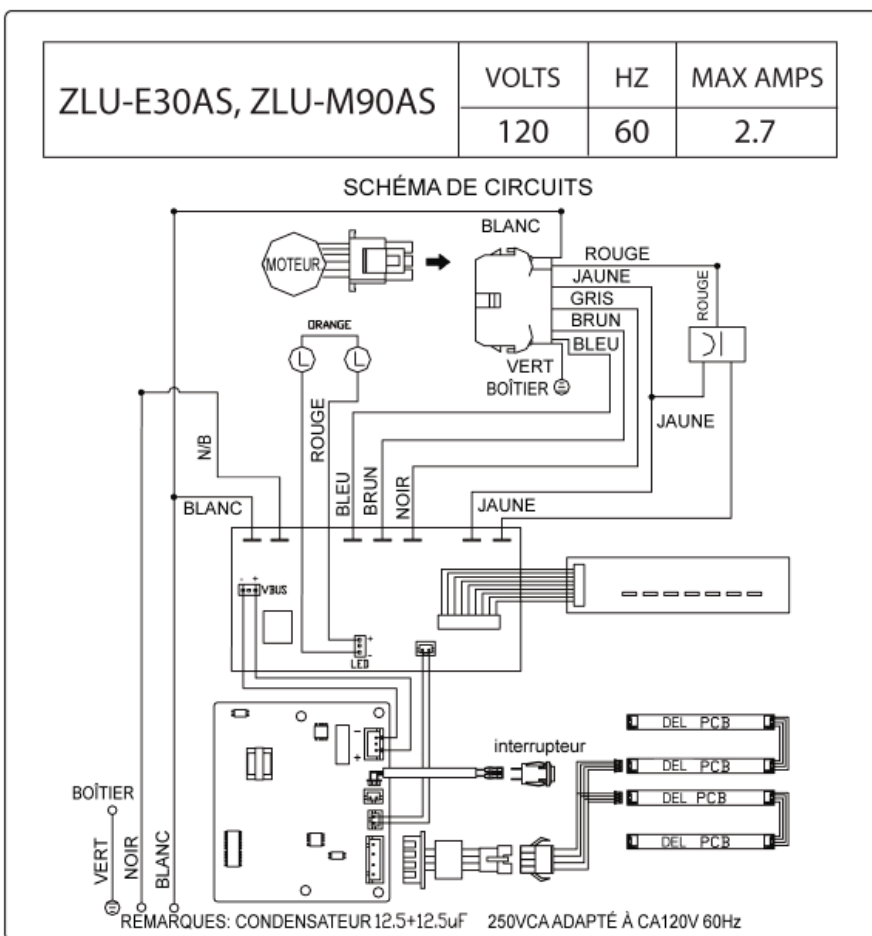 ZLU-E30AS, ZLU-M90AS
VOLTS
HZ
MAX AMPS
120
60
2.7
SCHÉMA DE CIRCUITS
BLANC
MOTEUR
ROUGE
JAUNE
GRIS
BRUN
BLEU
ROUGE
ORANGE
L
L
VERT
BOÎTIER
JAUNE
N/B
ROUGE
BLEU
BRUN
NOIR
BLANC
JAUNE
- +
VBUS
+
-
LED
-
+
interrupteur
DEL PCB
DEL PCB
DEL PCB
DEL PCB
BOÎTIER
VERT
NOIR
BLANC
REMARQUES: CONDENSATEUR 12.5+12.5uF 250VCA ADAPTÉ À CA120V 60Hz